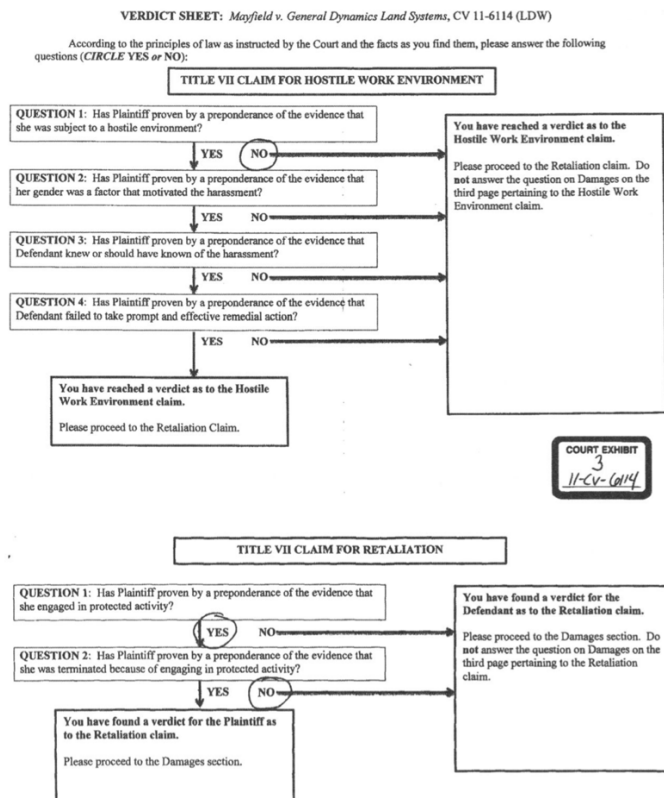 VERDICT SHEET: Mayfield v. General Dynamics Land Systems, CV 11-6114 (LDW)
According to the principles of law as instructed by the Court and the facts as you find them, please answer the following
questions (CIRCLE YES or NO):
TITLE VII CLAIM FOR HOSTILE WORK ENVIRONMENT
QUESTION 1: Has Plaintiff proven by a preponderance of the evidence that
she was subject to a hostile environment?
YES NO
QUESTION 2: Has Plaintiff proven by a preponderance of the evidence that
her gender was a factor that motivated the harassment?
YES NO
QUESTION 3: Has Plaintiff proven by a preponderance of the evidence that
Defendant knew or should have known of the harassment?
YES NO
QUESTION 4: Has Plaintiff proven by a preponderance of the evidence that
Defendant failed to take prompt and effective remedial action?
YES NO
You have reached a verdict as to the
Hostile Work Environment claim.
Please proceed to the Retaliation claim. Do
not answer the question on Damages on the
third page pertaining to the Hostile Work
Environment claim.
You have reached a verdict as to the Hostile
Work Environment claim.
Please proceed to the Retaliation Claim.
COURT EXHIBIT
3
11-CV-6114
TITLE VII CLAIM FOR RETALIATION
QUESTION 1: Has Plaintiff proven by a preponderance of the evidence that
she engaged in protected activity?
YES NO
QUESTION 2: Has Plaintiff proven by a preponderance of the evidence that
she was terminated because of engaging in protected activity?
YES NO
You have found a verdict for the
Defendant as to the Retaliation claim.
Please proceed to the Damages section. Do
not answer the question on Damages on the
third page pertaining to the Retaliation
claim.
You have found a verdict for the Plaintiff as
to the Retaliation claim.
Please proceed to the Damages section.